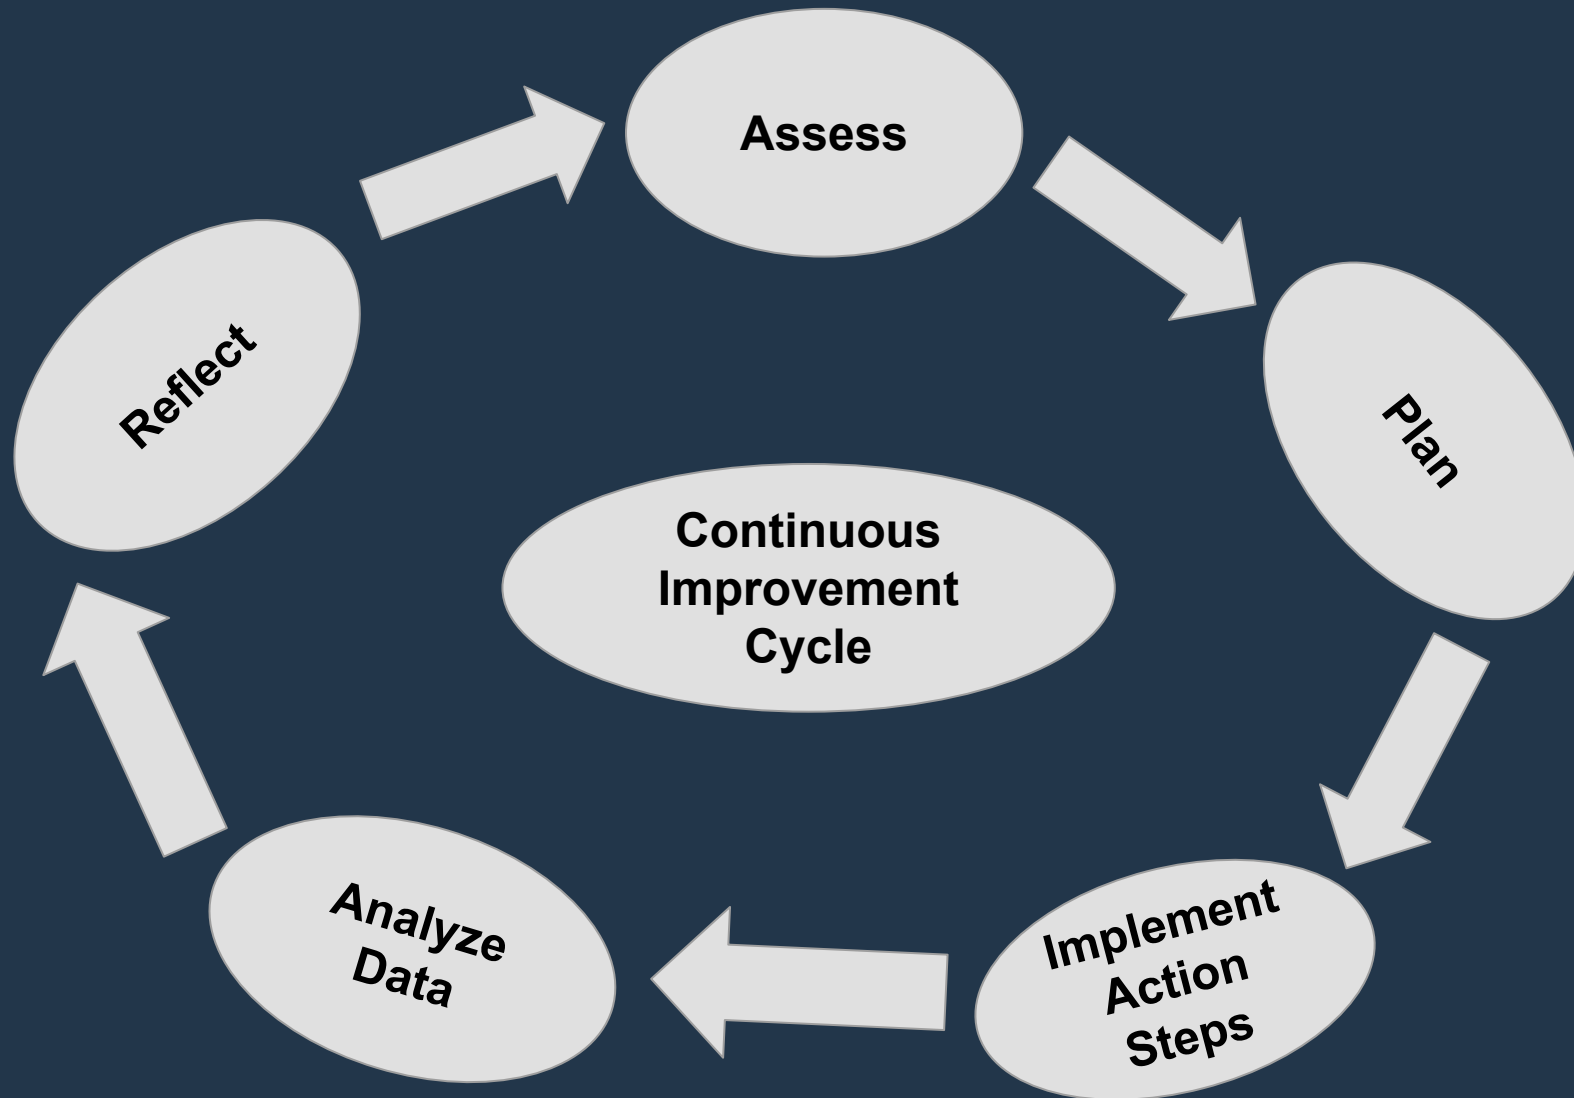 Assess
Plan
Implement
Action
Steps
Analyze
Data
Reflect
Continuous
Improvement
Cycle